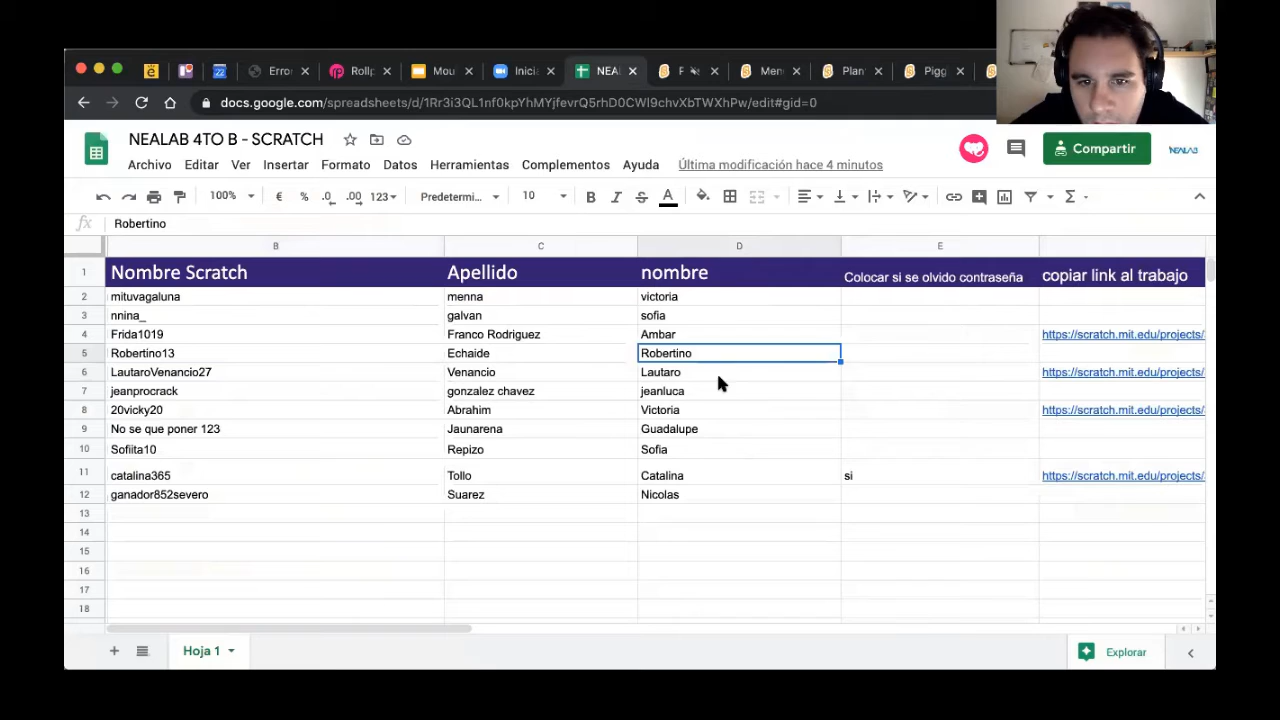 Error
Rollp
Mou
Inicia
NEAL
F
Men
Plan
Pigg
docs.google.com/spreadsheets/d/1Rr3i3QL1nf0kpYhMYjfevrQ5rhD0CWl9chvXbTWXhPw/edit#gid=0
NEALAB 4TO B - SCRATCH
Compartir
NEALAB
Archivo Editar Ver Insertar Formato Datos Herramientas Complementos Ayuda Última modificación hace 4 minutos
100% € % .0 .00 123 Predetermi... 10 B I S A
fx Robertino
B C D E
1 Nombre Scratch Apellido nombre Colocar si se olvido contraseña copiar link al trabajo
2 mituvagaluna menna victoria
3 nnina_ galvan sofia
4 Frida1019 Franco Rodriguez Ambar https://scratch.mit.edu/projects/
5 Robertino13 Echaide Robertino
6 LautaroVenancio27 Venancio Lautaro https://scratch.mit.edu/projects/
7 jeanprocrack gonzalez chavez jeanluca
8 20vicky20 Abrahim Victoria https://scratch.mit.edu/projects/
9 No se que poner 123 Jaunarena Guadalupe
10 Sofiita10 Repizo Sofia
11 catalina365 Tollo Catalina si https://scratch.mit.edu/projects/
12 ganador852severo Suarez Nicolas
13
14
15
16
17
18
Hoja 1
Explorar